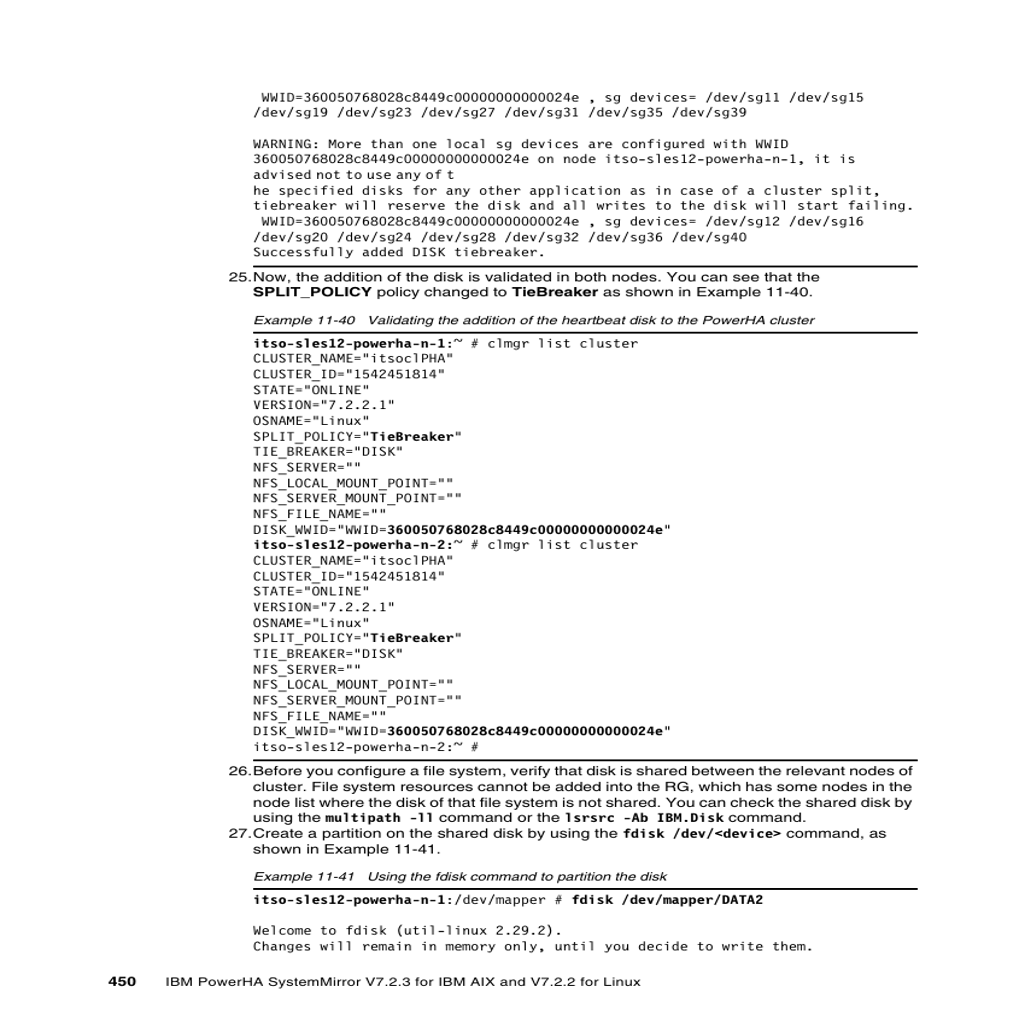 WWID=360050768028c8449c00000000000024e , sg devices= /dev/sg11 /dev/sg15
/dev/sg19 /dev/sg23 /dev/sg27 /dev/sg31 /dev/sg35 /dev/sg39
WARNING: More than one local sg devices are configured with WWID
360050768028c8449c00000000000024e on node itso-sles12-powerha-n-1, it is
advised not to use any of t
he specified disks for any other application as in case of a cluster split,
tiebreaker will reserve the disk and all writes to the disk will start failing.
WWID=360050768028c8449c00000000000024e , sg devices= /dev/sg12 /dev/sg16
/dev/sg20 /dev/sg24 /dev/sg28 /dev/sg32 /dev/sg36 /dev/sg40
Successfully added DISK tiebreaker.
25.Now, the addition of the disk is validated in both nodes. You can see that the
SPLIT_POLICY policy changed to TieBreaker as shown in Example 11-40.
Example 11-40 Validating the addition of the heartbeat disk to the PowerHA cluster
itso-sles12-powerha-n-1:~ # clmgr list cluster
CLUSTER_NAME="itsoclPHA"
CLUSTER_ID="1542451814"
STATE="ONLINE"
VERSION="7.2.2.1"
OSNAME="Linux"
SPLIT_POLICY="TieBreaker"
TIE_BREAKER="DISK"
NFS_SERVER=""
NFS_LOCAL_MOUNT_POINT=""
NFS_SERVER_MOUNT_POINT=""
NFS_FILE_NAME=""
DISK_WWID="WWID=360050768028c8449c00000000000024e"
itso-sles12-powerha-n-2:~ # clmgr list cluster
CLUSTER_NAME="itsoclPHA"
CLUSTER_ID="1542451814"
STATE="ONLINE"
VERSION="7.2.2.1"
OSNAME="Linux"
SPLIT_POLICY="TieBreaker"
TIE_BREAKER="DISK"
NFS_SERVER=""
NFS_LOCAL_MOUNT_POINT=""
NFS_SERVER_MOUNT_POINT=""
NFS_FILE_NAME=""
DISK_WWID="WWID=360050768028c8449c00000000000024e"
itso-sles12-powerha-n-2:~ #
26.Before you configure a file system, verify that disk is shared between the relevant nodes of
cluster. File system resources cannot be added into the RG, which has some nodes in the
node list where the disk of that file system is not shared. You can check the shared disk by
using the multipath -ll command or the lsrsrc -Ab IBM.Disk command.
27.Create a partition on the shared disk by using the fdisk /dev/<device> command, as
shown in Example 11-41.
Example 11-41 Using the fdisk command to partition the disk
itso-sles12-powerha-n-1:/dev/mapper # fdisk /dev/mapper/DATA2
Welcome to fdisk (util-linux 2.29.2).
Changes will remain in memory only, until you decide to write them.
450 IBM PowerHA SystemMirror V7.2.3 for IBM AIX and V7.2.2 for Linux